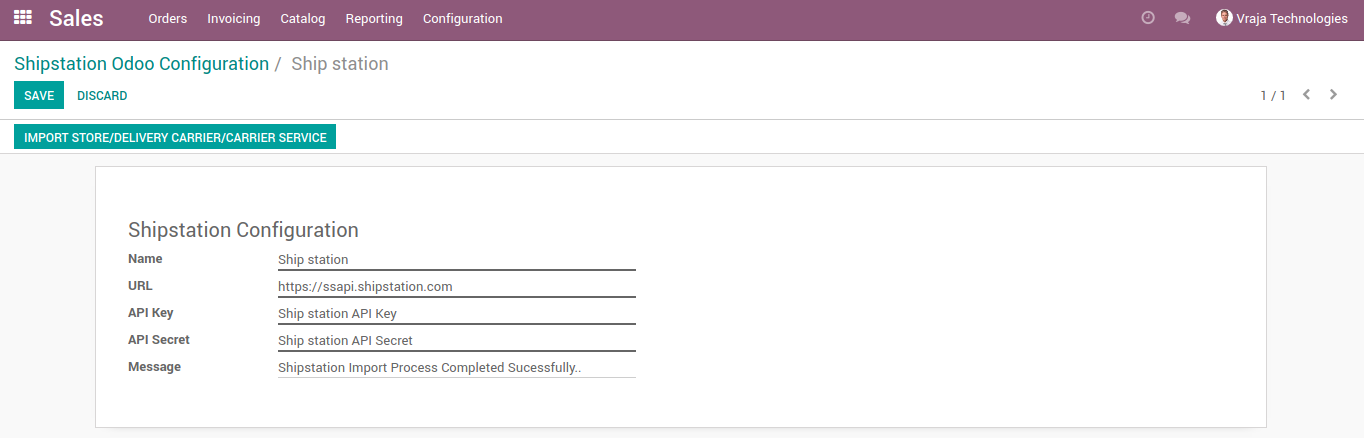 Sales Orders Invoicing Catalog Reporting Configuration Vraja Technologies
Shipstation Odoo Configuration / Ship station
SAVE DISCARD 1 / 1
IMPORT STORE/DELIVERY CARRIER/CARRIER SERVICE
Shipstation Configuration
Name Ship station
URL https://ssapi.shipstation.com
API Key Ship station API Key
API Secret Ship station API Secret
Message Shipstation Import Process Completed Sucessfully..